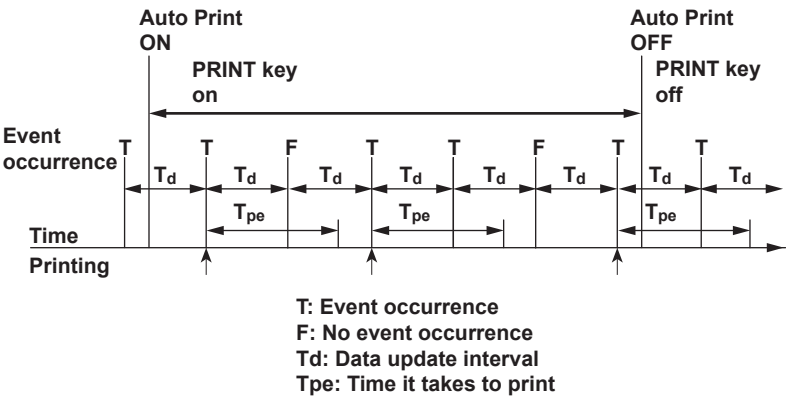 Auto Print
ON
Auto Print
OFF
PRINT key
on
PRINT key
off
Event
occurrence
T T F T T F T T
Td Td Td Td Td Td Td Td
Tpe Tpe Tpe
Time
Printing
T: Event occurrence
F: No event occurrence
Td: Data update interval
Tpe: Time it takes to print